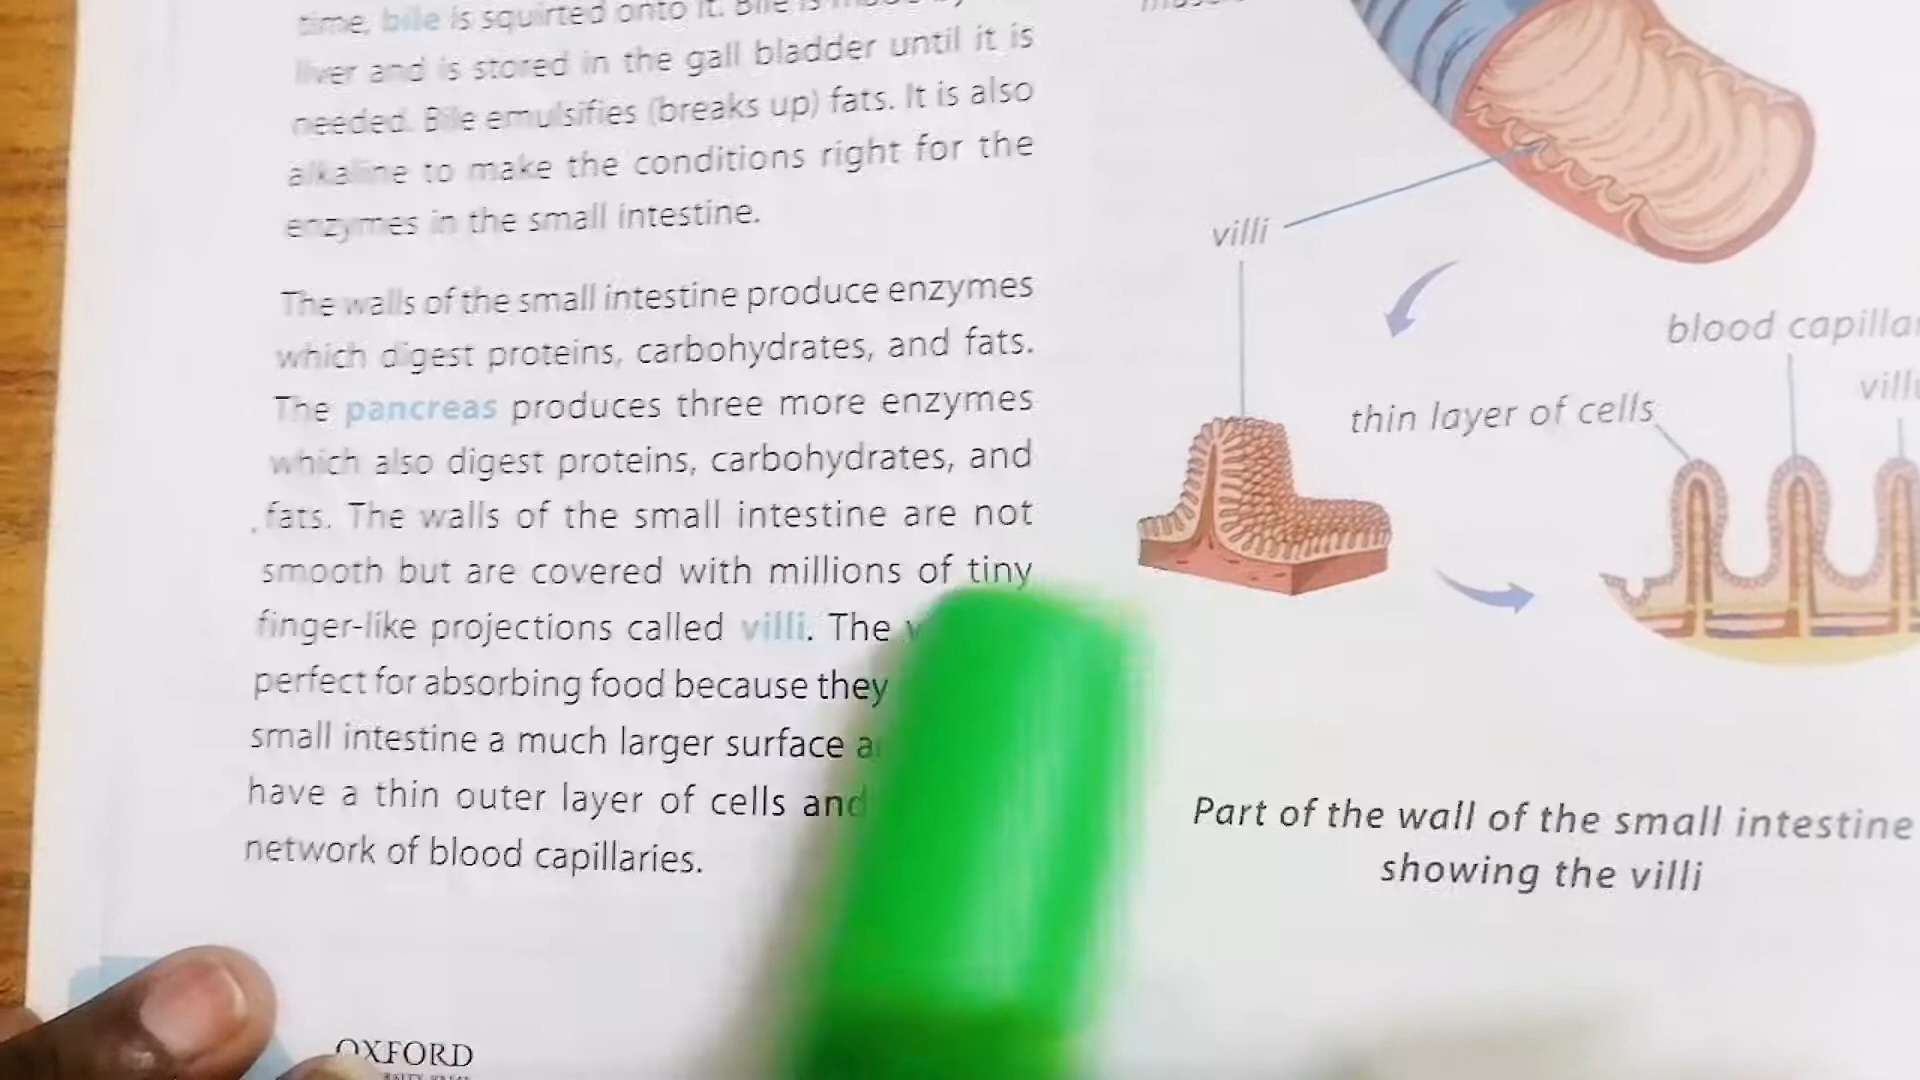 time, bile is squirted onto it. Bile is made by
liver and is stored in the gall bladder until it is
needed. Bile emulsifies (breaks up) fats. It is also
alkaline to make the conditions right for the
enzymes in the small intestine.
The walls of the small intestine produce enzymes
which digest proteins, carbohydrates, and fats.
The pancreas produces three more enzymes
which also digest proteins, carbohydrates, and
fats. The walls of the small intestine are not
smooth but are covered with millions of tiny
finger-like projections called villi. The
perfect for absorbing food because they
small intestine a much larger surface
have a thin outer layer of cells and
network of blood capillaries.
OXFORD
villi
blood
thin layer of cells
Part of the wall of the small intestine
showing the villi